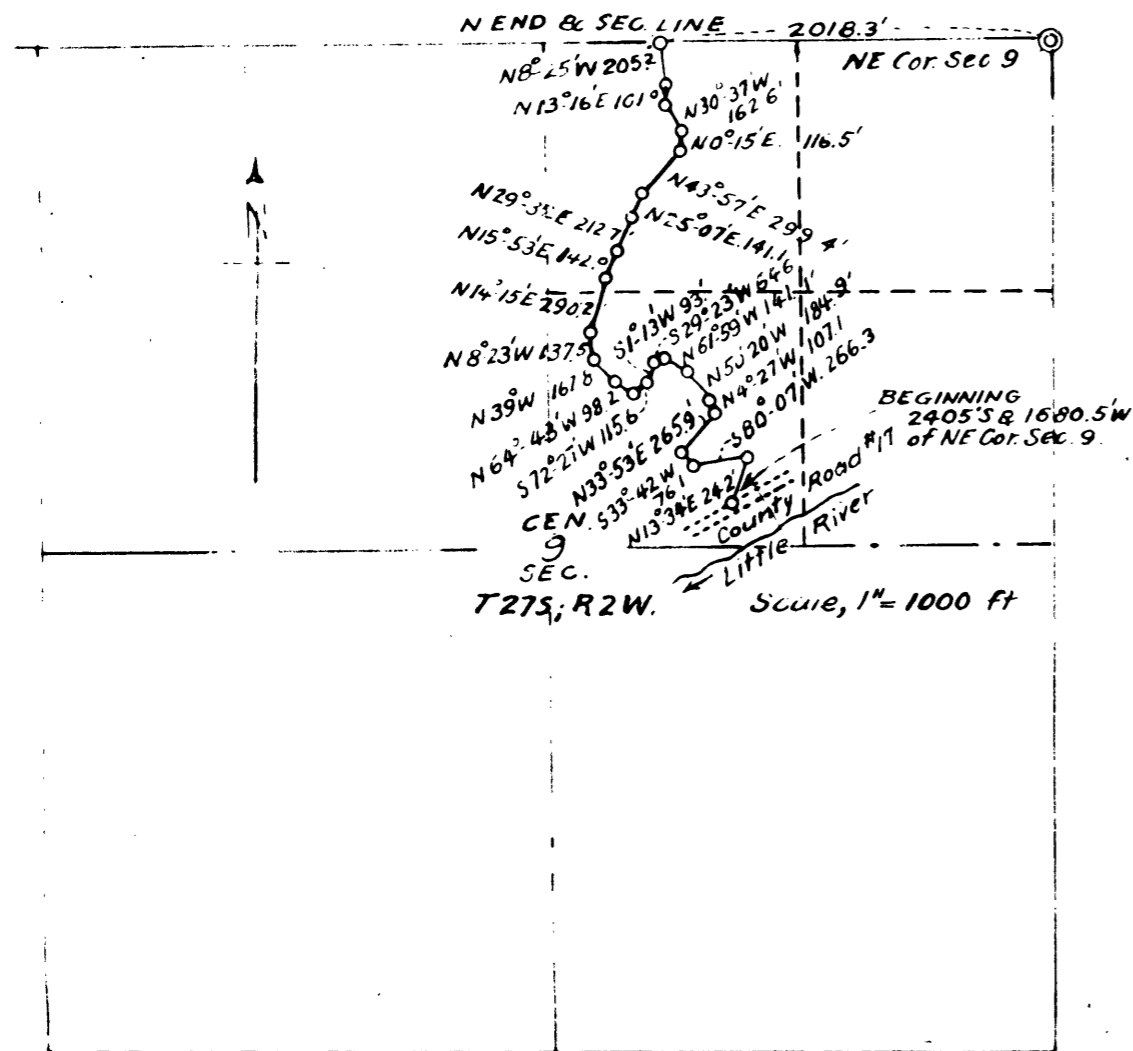 N END & SEC. LINE 2018.3'
NE Cor. Sec 9
N8°-25'W 205.2
N13°16'E 101.0
N30°-37'W
162.6'
N0°-15'E. 116.5'
N43°-57'E 299.4'
N25°-07'E. 141.1
N29°-35'E 212.7
N15°-53'E, 142.0
N14°-15'E 290.2
N8°-23'W 137.5
N39°W 167.8
N64°-48'W 98.2
S72°-27'W 115.6
S1°-13'W 93.'
S29°-23'W 64.6
N61°-59'W 141.1'
N50°20'W 184.9'
N4°-27'W 107.1
N33°-53'E 265.9'
S33°-42'W
76.1
S80°-07'W. 266.3
N13°-34'E 242'
BEGINNING
2405'S & 1680.5'W
of NE Cor. Sec. 9.
County Road #17
Little River
N
CEN.
9
SEC.
T27S; R2W.
Scale, 1"= 1000 ft